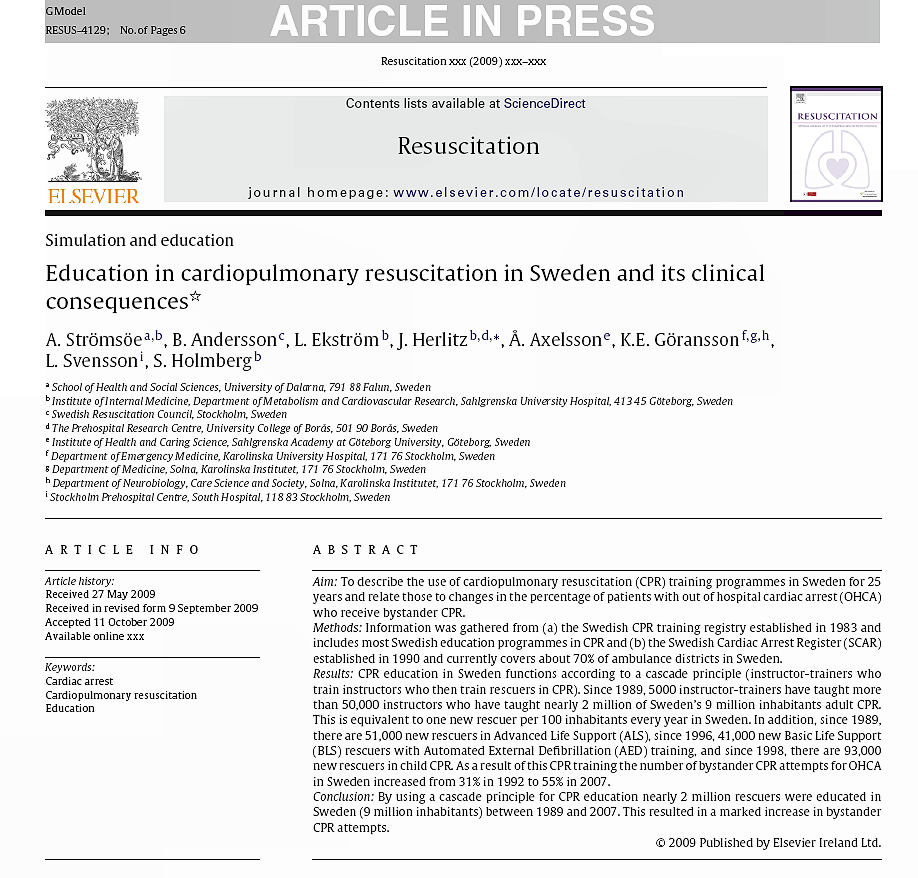 GModel
RESUS-4129; No. of Pages 6
ARTICLE IN PRESS
Resuscitation xxx (2009) xxx–xxx
Contents lists available at ScienceDirect
Resuscitation
journal homepage: www.elsevier.com/locate/resuscitation
ELSEVIER
RESUSCITATION
Simulation and education
Education in cardiopulmonary resuscitation in Sweden and its clinical
consequences☆
A. Strömsöe a,b, B. Andersson c, L. Ekström b, J. Herlitz b,d,∗, Å. Axelsson e, K.E. Göransson f,g,h,
L. Svensson i, S. Holmberg b
a School of Health and Social Sciences, University of Dalarna, 791 88 Falun, Sweden
b Institute of Internal Medicine, Department of Metabolism and Cardiovascular Research, Sahlgrenska University Hospital, 413 45 Göteborg, Sweden
c Swedish Resuscitation Council, Stockholm, Sweden
d The Prehospital Research Centre, University College of Borås, 501 90 Borås, Sweden
e Institute of Health and Caring Science, Sahlgrenska Academy at Göteborg University, Göteborg, Sweden
f Department of Emergency Medicine, Karolinska University Hospital, 171 76 Stockholm, Sweden
g Department of Medicine, Solna, Karolinska Institutet, 171 76 Stockholm, Sweden
h Department of Neurobiology, Care Science and Society, Solna, Karolinska Institutet, 171 76 Stockholm, Sweden
i Stockholm Prehospital Centre, South Hospital, 118 83 Stockholm, Sweden
ARTICLE INFO
Article history:
Received 27 May 2009
Received in revised form 9 September 2009
Accepted 11 October 2009
Available online xxx
Keywords:
Cardiac arrest
Cardiopulmonary resuscitation
Education
ABSTRACT
Aim: To describe the use of cardiopulmonary resuscitation (CPR) training programmes in Sweden for 25
years and relate those to changes in the percentage of patients with out of hospital cardiac arrest (OHCA)
who receive bystander CPR.
Methods: Information was gathered from (a) the Swedish CPR training registry established in 1983 and
includes most Swedish education programmes in CPR and (b) the Swedish Cardiac Arrest Register (SCAR)
established in 1990 and currently covers about 70% of ambulance districts in Sweden.
Results: CPR education in Sweden functions according to a cascade principle (instructor-trainers who
train instructors who then train rescuers in CPR). Since 1989, 5000 instructor-trainers have taught more
than 50,000 instructors who have taught nearly 2 million of Sweden's 9 million inhabitants adult CPR.
This is equivalent to one new rescuer per 100 inhabitants every year in Sweden. In addition, since 1989,
there are 51,000 new rescuers in Advanced Life Support (ALS), since 1996, 41,000 new Basic Life Support
(BLS) rescuers with Automated External Defibrillation (AED) training, and since 1998, there are 93,000
new rescuers in child CPR. As a result of this CPR training the number of bystander CPR attempts for OHCA
in Sweden increased from 31% in 1992 to 55% in 2007.
Conclusion: By using a cascade principle for CPR education nearly 2 million rescuers were educated in
Sweden (9 million inhabitants) between 1989 and 2007. This resulted in a marked increase in bystander
CPR attempts.
© 2009 Published by Elsevier Ireland Ltd.